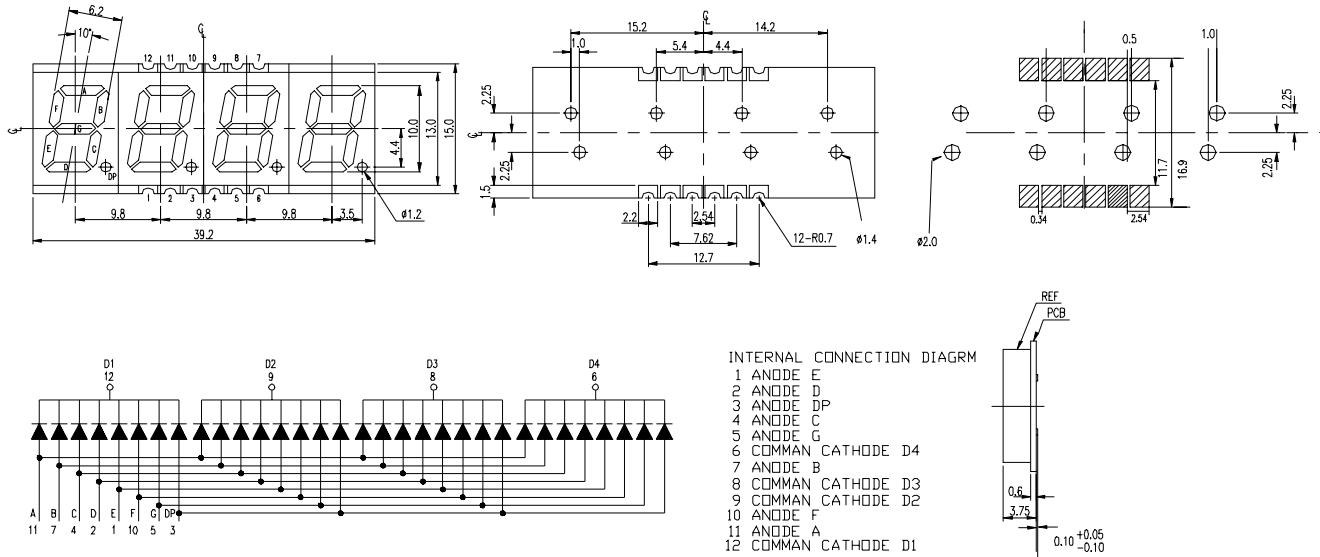 6.2
10°
℄
12 11 10 9 8 7
A
F B
G
E C
D
DP
℄
1 2 3 4 5 6
10.0
13.0
15.0
4.4
9.8 9.8 9.8 3.5
ø1.2
39.2
℄
15.2 14.2
1.0 5.4 4.4
2.25
℄
2.25
1.5
2.2 2.54
7.62
12.7
12-R0.7
ø1.4
0.5 1.0
2.25
2.25
11.7
16.9
0.34 2.54
ø2.0
D1 D2 D3 D4
12 9 8 6
A B C D E F G DP
11 7 4 2 1 10 5 3
INTERNAL CONNECTION DIAGRM
1 ANODE E
2 ANODE D
3 ANODE DP
4 ANODE C
5 ANODE G
6 COMMAN CATHODE D4
7 ANODE B
8 COMMAN CATHODE D3
9 COMMAN CATHODE D2
10 ANODE F
11 ANODE A
12 COMMAN CATHODE D1
REF
PCB
0.6
3.75
0.10 +0.05
-0.10